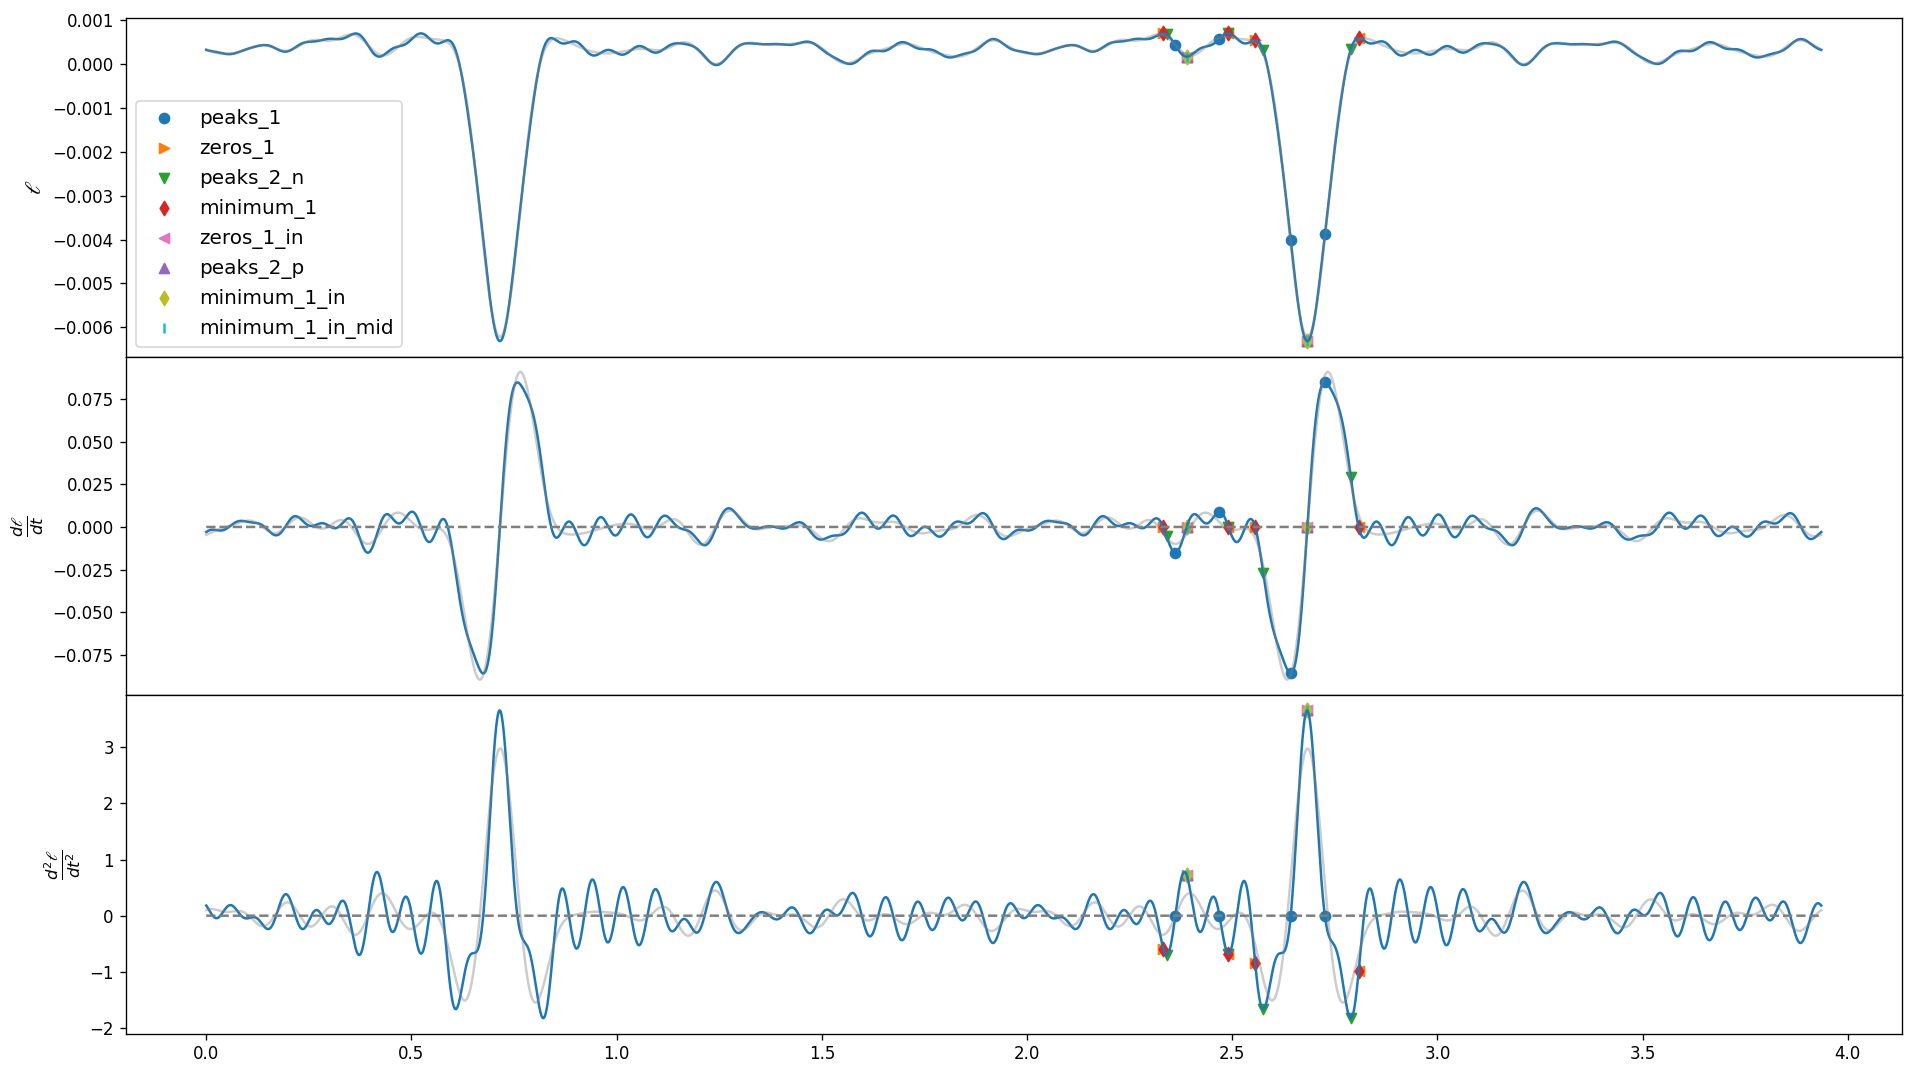 0.001
0.000
−0.001
−0.002
−0.003
−0.004
−0.005
−0.006
ℓ
peaks_1
zeros_1
peaks_2_n
minimum_1
zeros_1_in
peaks_2_p
minimum_1_in
minimum_1_in_mid
0.075
0.050
0.025
0.000
−0.025
−0.050
−0.075
dℓ
dt
3
2
1
0
−1
−2
d²ℓ
dt²
0.0 0.5 1.0 1.5 2.0 2.5 3.0 3.5 4.0